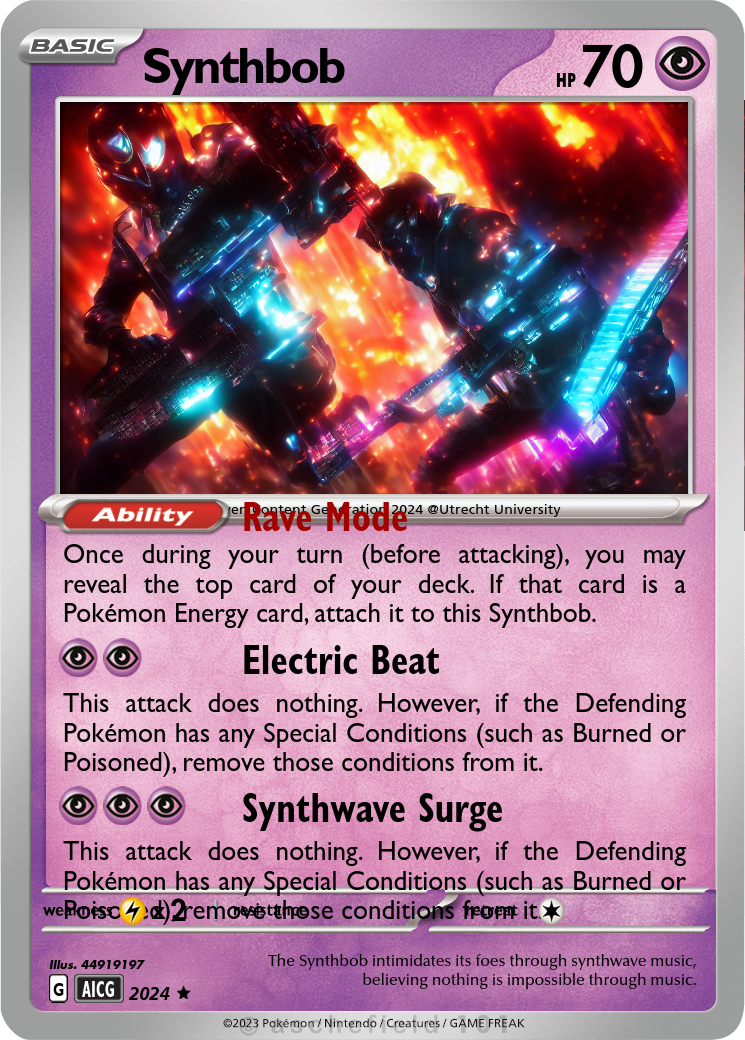 BASIC
Synthbob
HP 70
Content Generation 2024 @Utrecht University
Ability Rave Mode
Once during your turn (before attacking), you may
reveal the top card of your deck. If that card is a
Pokémon Energy card, attach it to this Synthbob.
Electric Beat
This attack does nothing. However, if the Defending
Pokémon has any Special Conditions (such as Burned or
Poisoned), remove those conditions from it.
Synthwave Surge
This attack does nothing. However, if the Defending
Pokémon has any Special Conditions (such as Burned or
Poisoned), remove those conditions from it.
weakness x2 resistance retreat
Illus. 44919197
The Synthbob intimidates its foes through synthwave music,
believing nothing is impossible through music.
G AICG 2024
©2023 Pokémon / Nintendo / Creatures / GAME FREAK